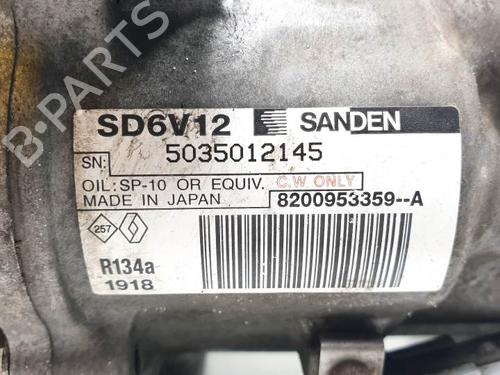 B-PARTS
SD6V12 SANDEN
SN: 5035012145
OIL: SP-10 OR EQUIV. C.W ONLY
MADE IN JAPAN 8200953359--A
257
R134a
1918